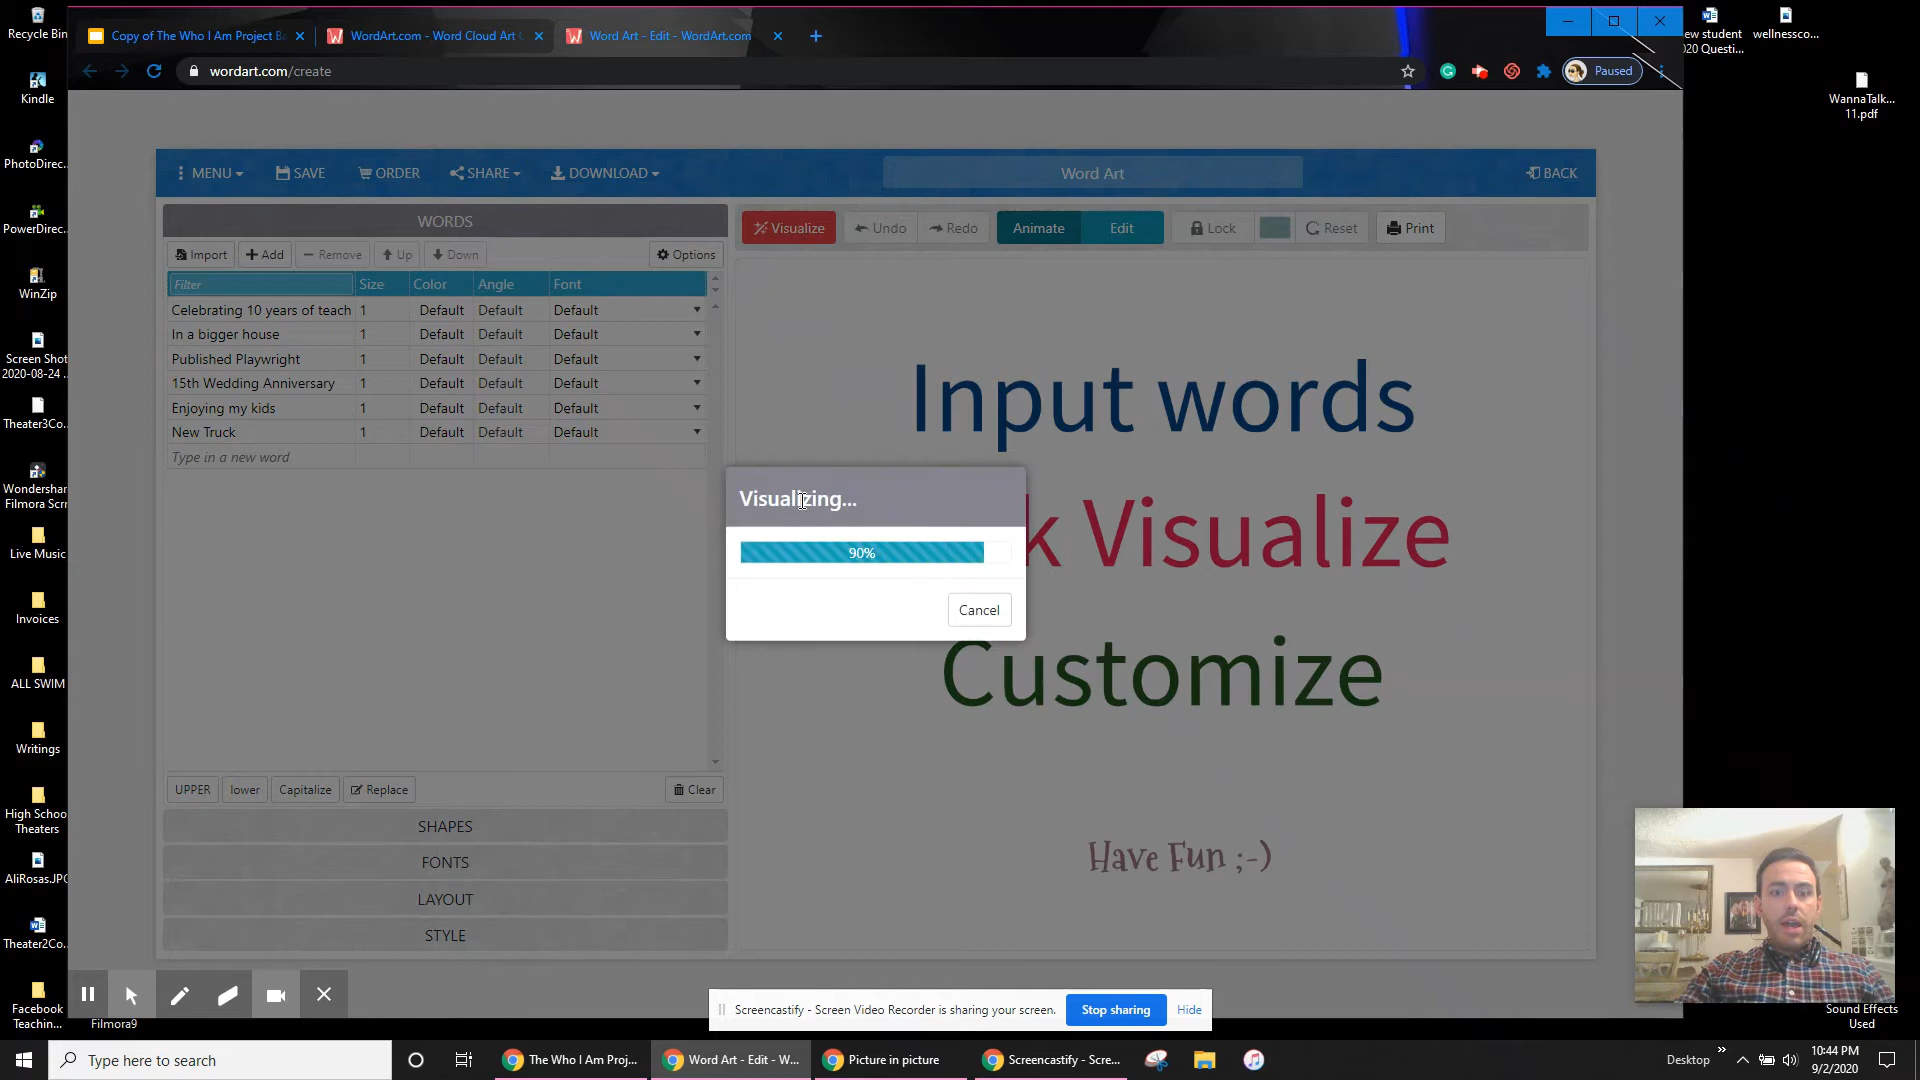 Recycle Bin
Kindle
PhotoDirec...
PowerDirec...
WinZip
Screen Shot
2020-08-24 ...
Theater3Co...
Wondershar
Filmora Scr
Live Music
Invoices
ALL SWIM
Writings
High Schoo
Theaters
AliRosas.JPG
Theater2Co...
Facebook
Teachin...
Filmora9
Copy of The Who I Am Project Ba
WordArt.com - Word Cloud Art C
Word Art - Edit - WordArt.com
wordart.com/create
Paused
ew student
20 Questi...
wellnessco...
WannaTalk...
11.pdf
MENU
SAVE
ORDER
SHARE
DOWNLOAD
Word Art
BACK
WORDS
Import
Add
Remove
Up
Down
Options
Filter Size Color Angle Font
Celebrating 10 years of teach 1 Default Default Default
In a bigger house 1 Default Default Default
Published Playwright 1 Default Default Default
15th Wedding Anniversary 1 Default Default Default
Enjoying my kids 1 Default Default Default
New Truck 1 Default Default Default
Type in a new word
UPPER
lower
Capitalize
Replace
Clear
SHAPES
FONTS
LAYOUT
STYLE
Visualize
Undo
Redo
Animate
Edit
Lock
Reset
Print
Input words
k Visualize
Customize
Have Fun ;-)
Visualizing...
90%
Cancel
Screencastify - Screen Video Recorder is sharing your screen.
Stop sharing
Hide
Sound Effects
Used
Type here to search
The Who I Am Proj...
Word Art - Edit - W...
Picture in picture
Screencastify - Scre...
Desktop
10:44 PM
9/2/2020